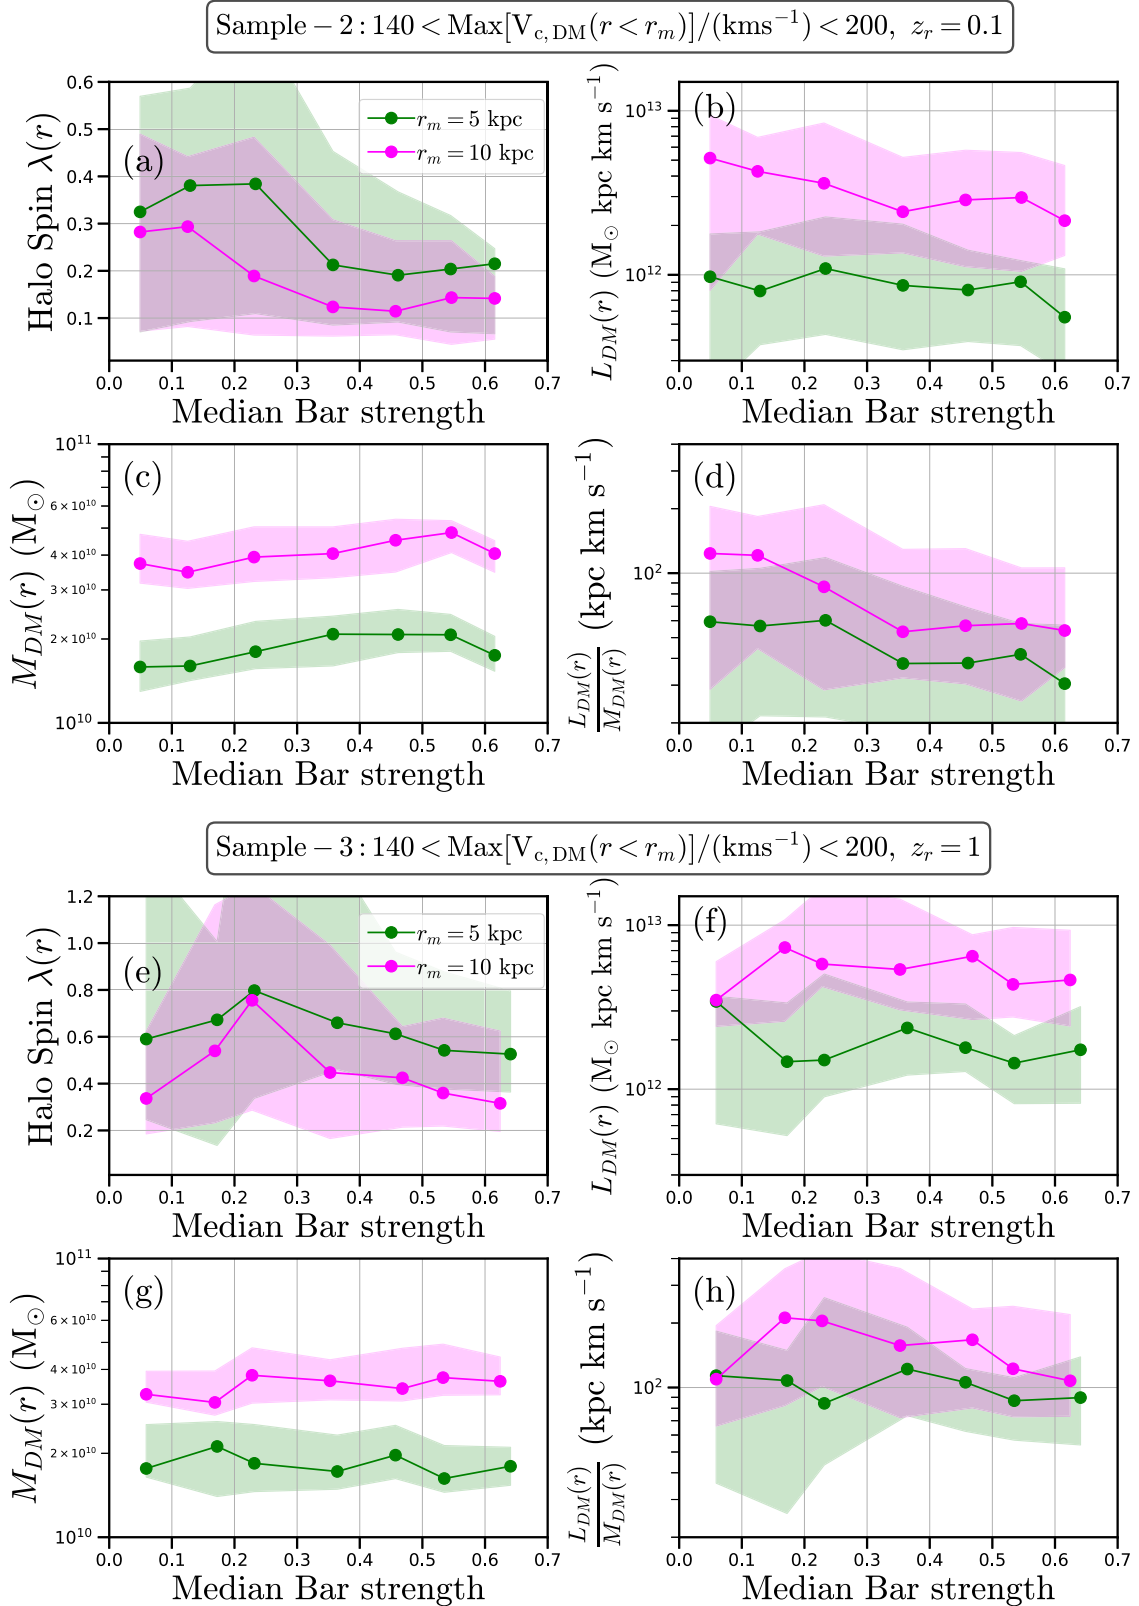 Sample − 2 : 140 < Max[V_c,DM(r < r_m)]/(kms⁻¹) < 200, z_r = 0.1
Halo Spin λ(r)
0.6
0.5
0.4
0.3
0.2
0.1
(a)
r_m = 5 kpc
r_m = 10 kpc
0.0 0.1 0.2 0.3 0.4 0.5 0.6 0.7
Median Bar strength
L_DM(r) (M_⊙ kpc km s⁻¹)
10¹³
10¹²
(b)
0.0 0.1 0.2 0.3 0.4 0.5 0.6 0.7
Median Bar strength
M_DM(r) (M_⊙)
10¹¹
6 × 10¹⁰
4 × 10¹⁰
3 × 10¹⁰
2 × 10¹⁰
10¹⁰
(c)
0.0 0.1 0.2 0.3 0.4 0.5 0.6 0.7
Median Bar strength
L_DM(r)/M_DM(r) (kpc km s⁻¹)
10²
(d)
0.0 0.1 0.2 0.3 0.4 0.5 0.6 0.7
Median Bar strength
Sample − 3 : 140 < Max[V_c,DM(r < r_m)]/(kms⁻¹) < 200, z_r = 1
Halo Spin λ(r)
1.2
1.0
0.8
0.6
0.4
0.2
(e)
r_m = 5 kpc
r_m = 10 kpc
0.0 0.1 0.2 0.3 0.4 0.5 0.6 0.7
Median Bar strength
L_DM(r) (M_⊙ kpc km s⁻¹)
10¹³
10¹²
(f)
0.0 0.1 0.2 0.3 0.4 0.5 0.6 0.7
Median Bar strength
M_DM(r) (M_⊙)
10¹¹
6 × 10¹⁰
4 × 10¹⁰
3 × 10¹⁰
2 × 10¹⁰
10¹⁰
(g)
0.0 0.1 0.2 0.3 0.4 0.5 0.6 0.7
Median Bar strength
L_DM(r)/M_DM(r) (kpc km s⁻¹)
10²
(h)
0.0 0.1 0.2 0.3 0.4 0.5 0.6 0.7
Median Bar strength